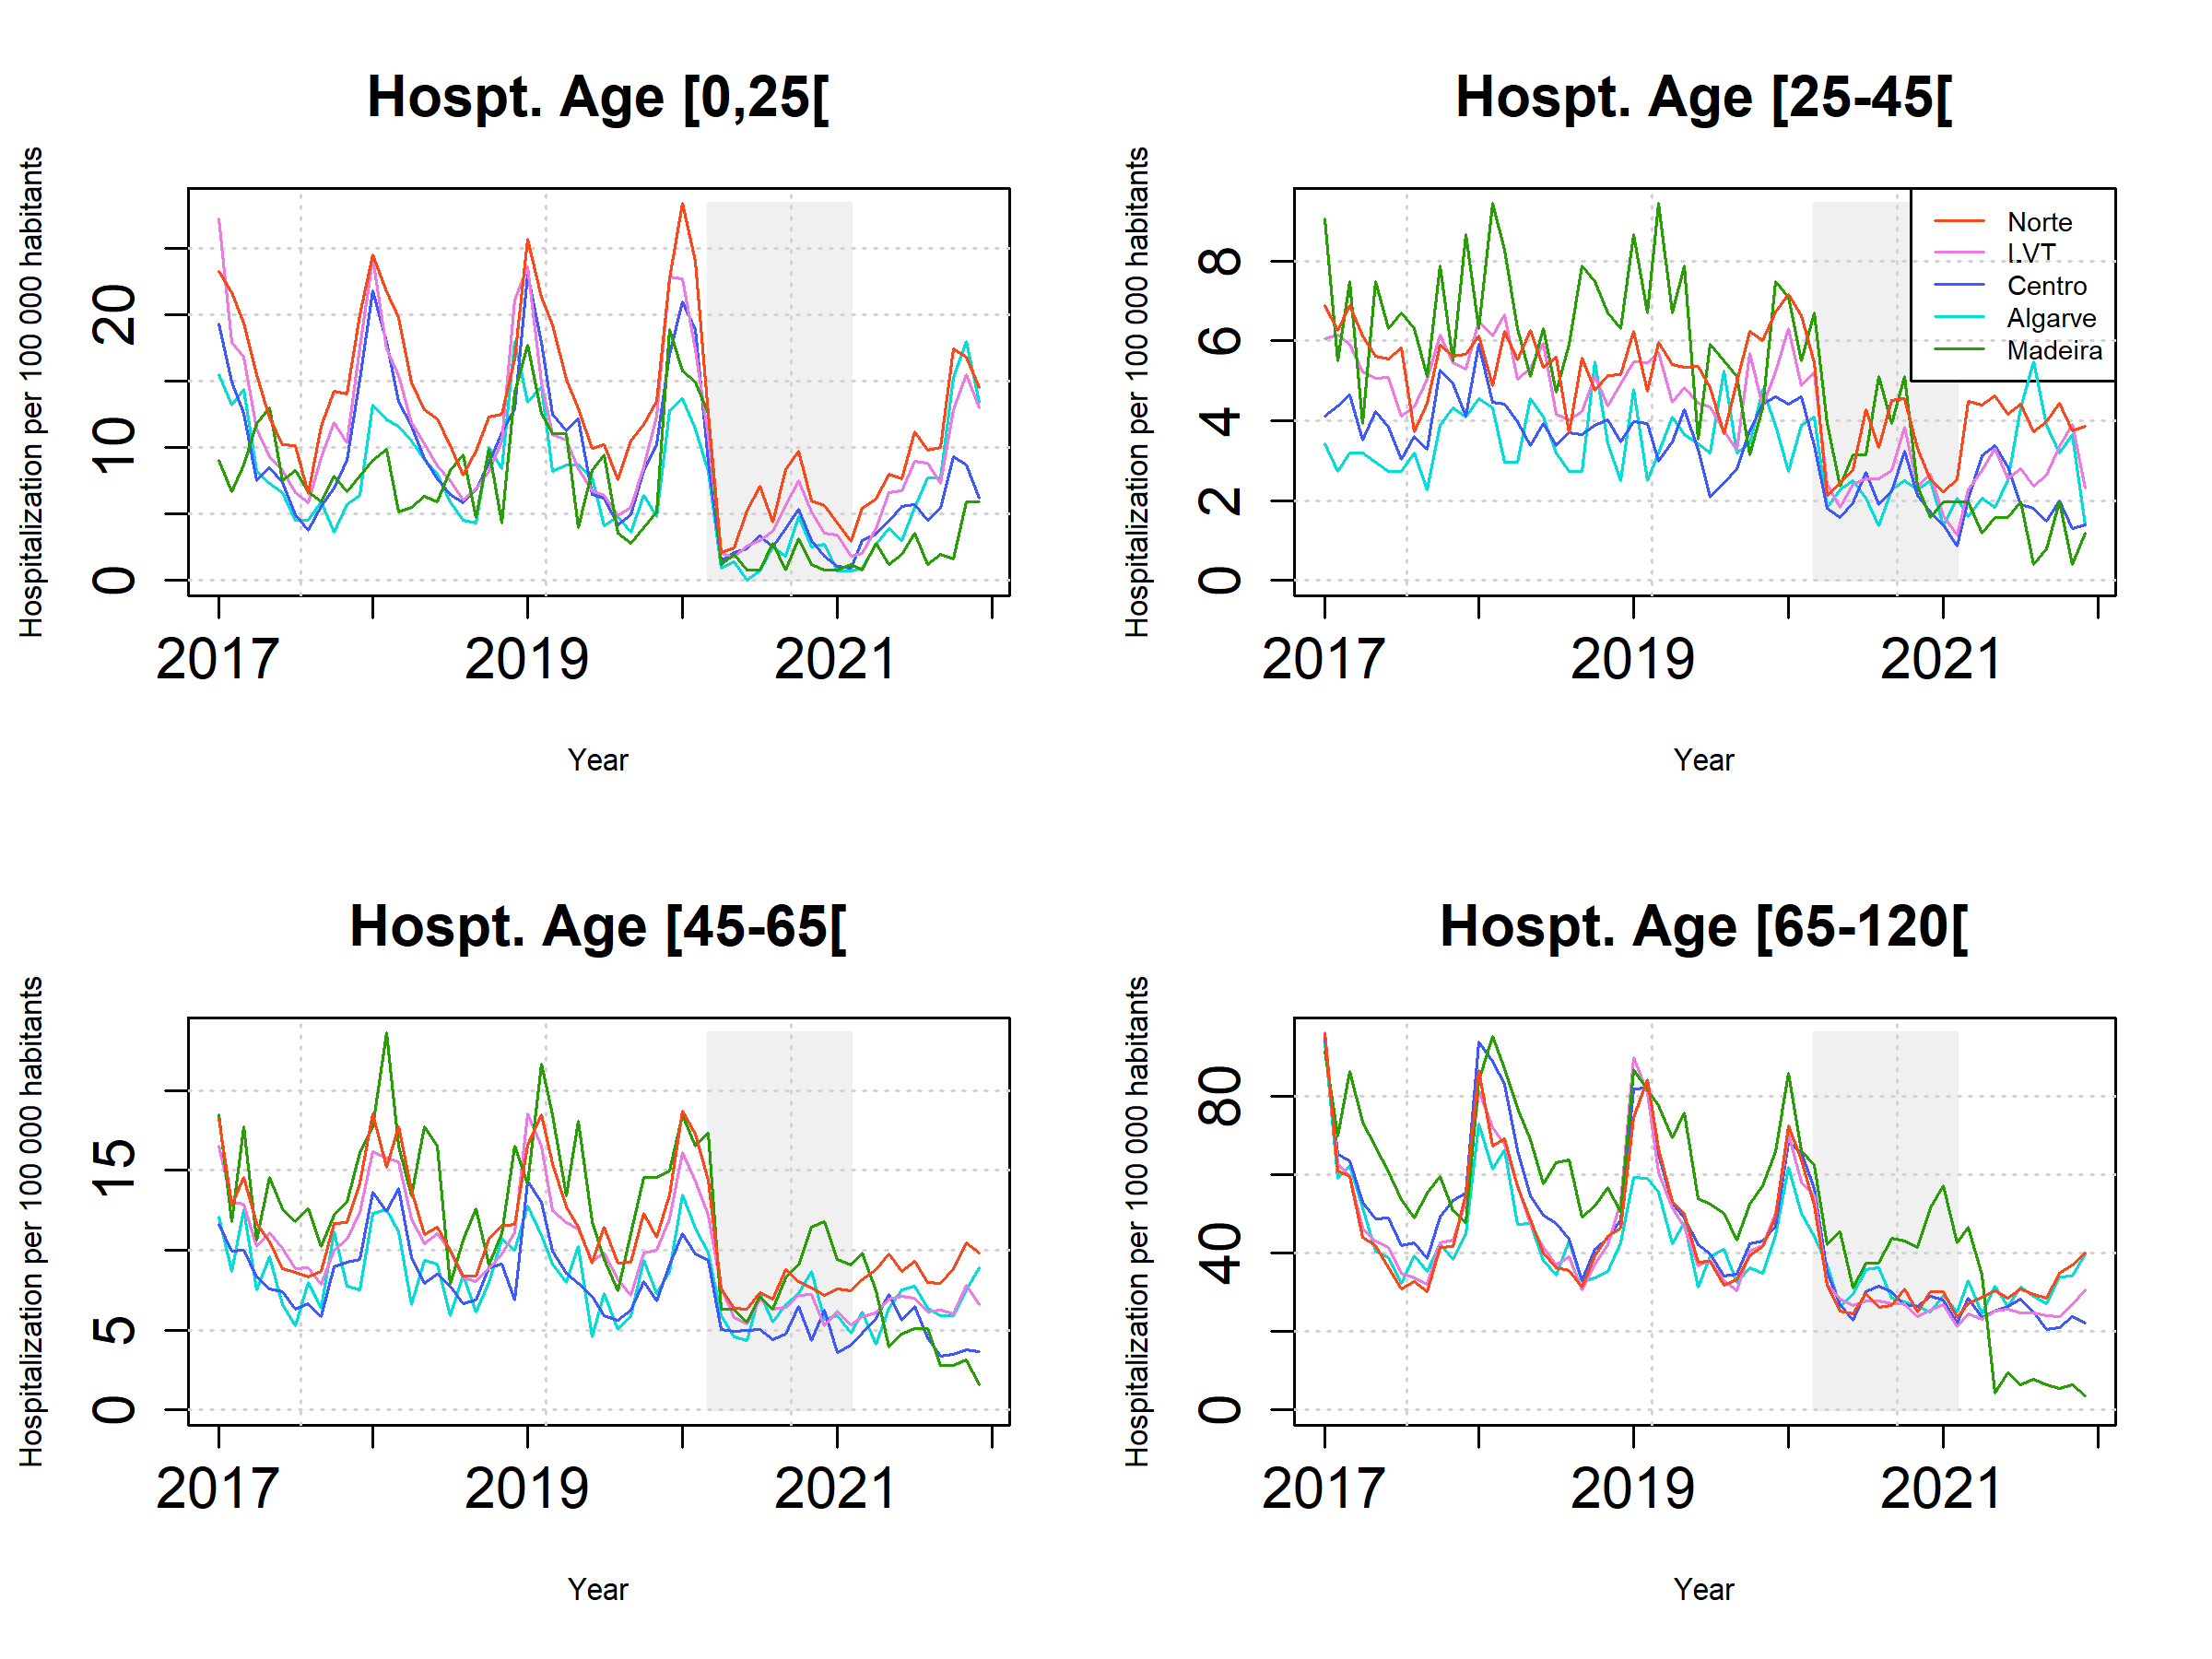 Hospt. Age [0,25[
Hospitalization per 100 000 habitants
20
10
0
2017 2019 2021
Year
Hospt. Age [25-45[
Hospitalization per 100 000 habitants
8
6
4
2
0
Norte
LVT
Centro
Algarve
Madeira
2017 2019 2021
Year
Hospt. Age [45-65[
Hospitalization per 100 000 habitants
15
5
0
2017 2019 2021
Year
Hospt. Age [65-120[
Hospitalization per 100 000 habitants
80
40
0
2017 2019 2021
Year